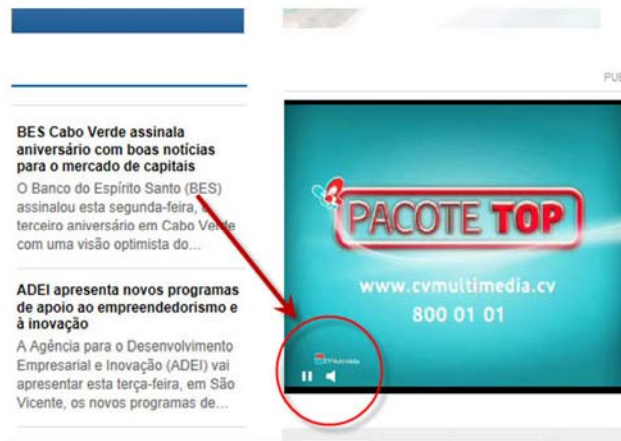 BES Cabo Verde assinala
aniversário com boas notícias
para o mercado de capitais
O Banco do Espírito Santo (BES)
assinalou esta segunda-feira, o
terceiro aniversário em Cabo Verde
com uma visão optimista do...
ADEI apresenta novos programas
de apoio ao empreendedorismo e
à inovação
A Agência para o Desenvolvimento
Empresarial e Inovação (ADEI) vai
apresentar esta terça-feira, em São
Vicente, os novos programas de...
PACOTE TOP
www.cvmultimedia.cv
800 01 01
CVMultimédia